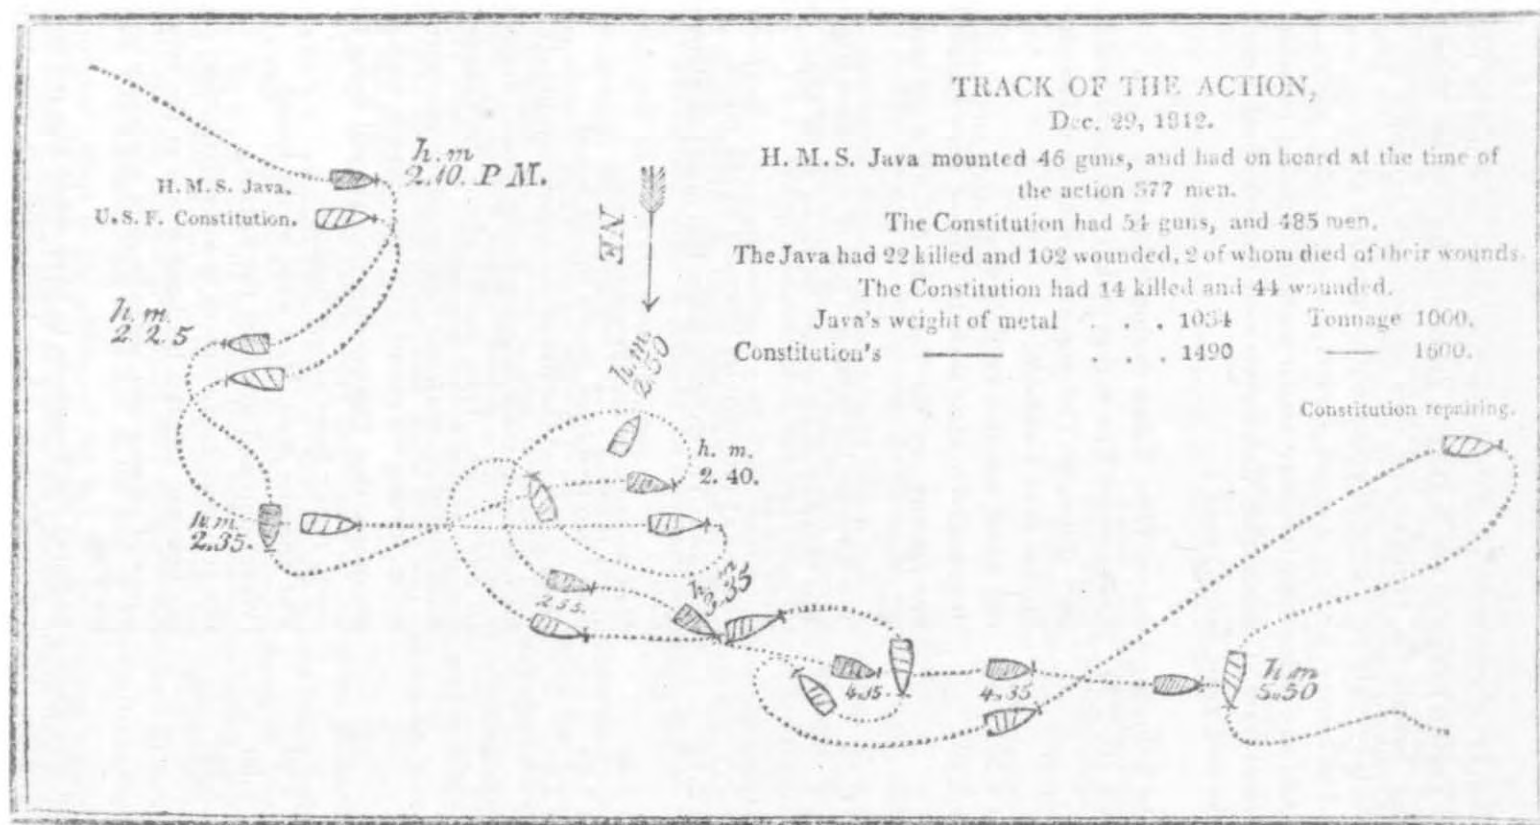 TRACK OF THE ACTION,
Dec. 29, 1812.
H. M. S. Java mounted 46 guns, and had on board at the time of
the action 377 men.
The Constitution had 54 guns, and 485 men.
The Java had 22 killed and 102 wounded, 2 of whom died of their wounds.
The Constitution had 14 killed and 44 wounded.
Java's weight of metal . . . 1034 Tonnage 1000.
Constitution's —— . . . 1490 —— 1600.
h. m
2.10. P M.
H. M. S. Java.
U. S. F. Constitution.
NE
h. m.
2 2 5
h. m.
2.50
Constitution repairing.
h. m.
2. 40.
h. m.
2.35.
2 55.
3.35
4.15.
4.35
h m
5.50